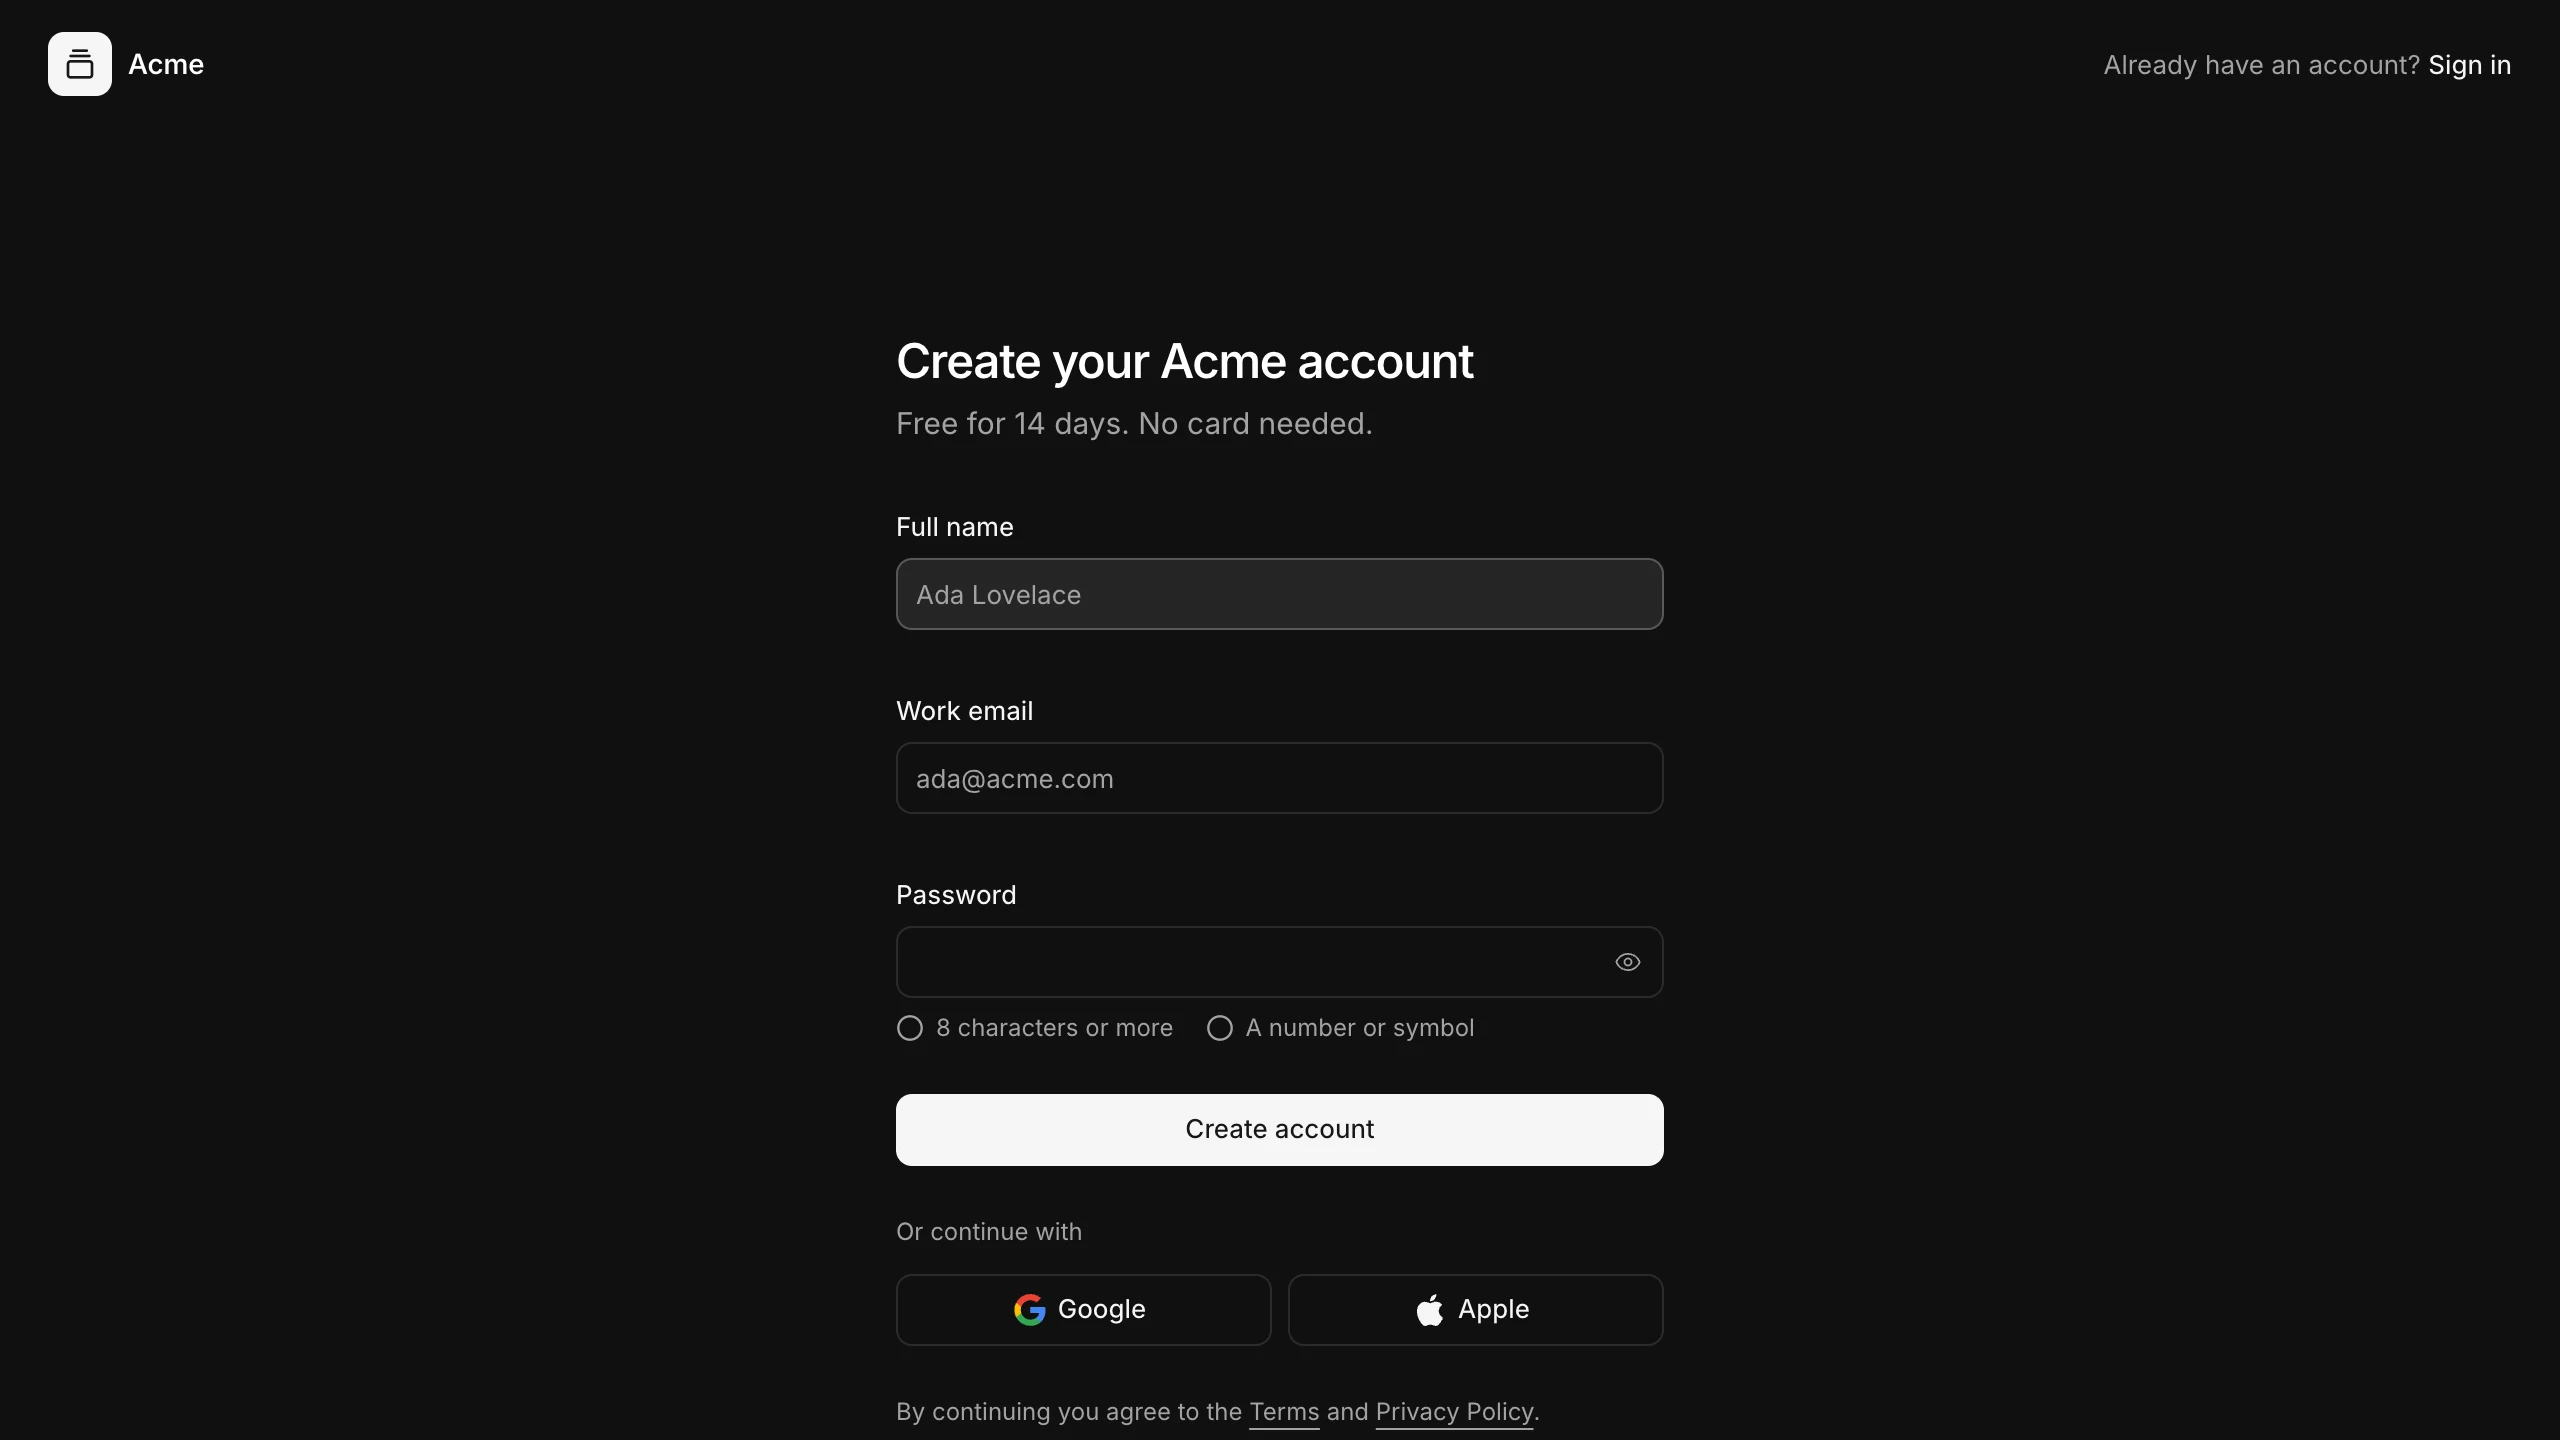 Acme
Already have an account? Sign in
Create your Acme account
Free for 14 days. No card needed.
Full name
Ada Lovelace
Work email
ada@acme.com
Password
8 characters or more
A number or symbol
Create account
Or continue with
Google
Apple
By continuing you agree to the Terms and Privacy Policy.